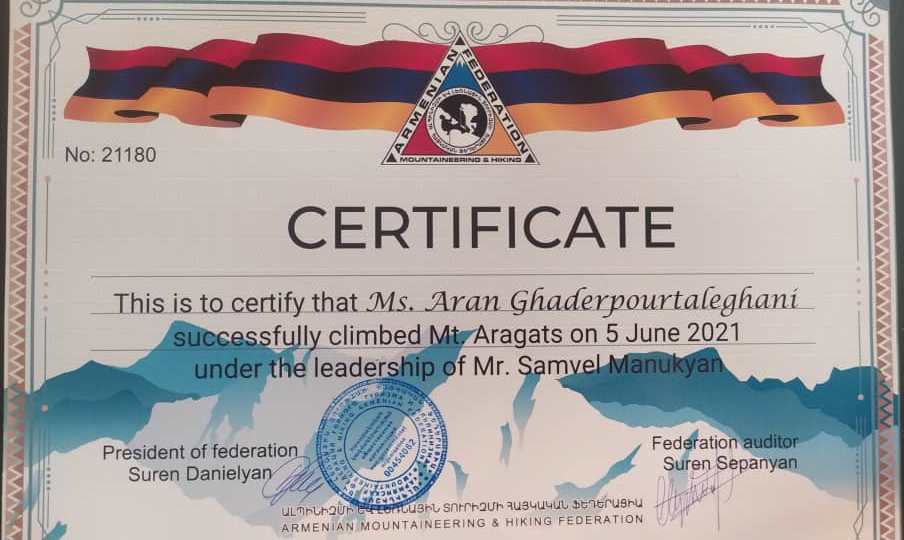 ARMENIAN FEDERATION
MOUNTAINEERING & HIKING
No: 21180
CERTIFICATE
This is to certify that Ms. Aran Ghaderpourtaleghani
successfully climbed Mt. Aragats on 5 June 2021
under the leadership of Mr. Samvel Manukyan
President of federation
Suren Danielyan
00454062
Federation auditor
Suren Sepanyan
ԱԼՊԻՆԻԶՄԻ ԵՎ ԼԵՌՆԱՅԻՆ ՏՈՒՐԻԶՄԻ ՀԱՅԿԱԿԱՆ ՖԵԴԵՐԱՑԻԱ
ARMENIAN MOUNTAINEERING & HIKING FEDERATION